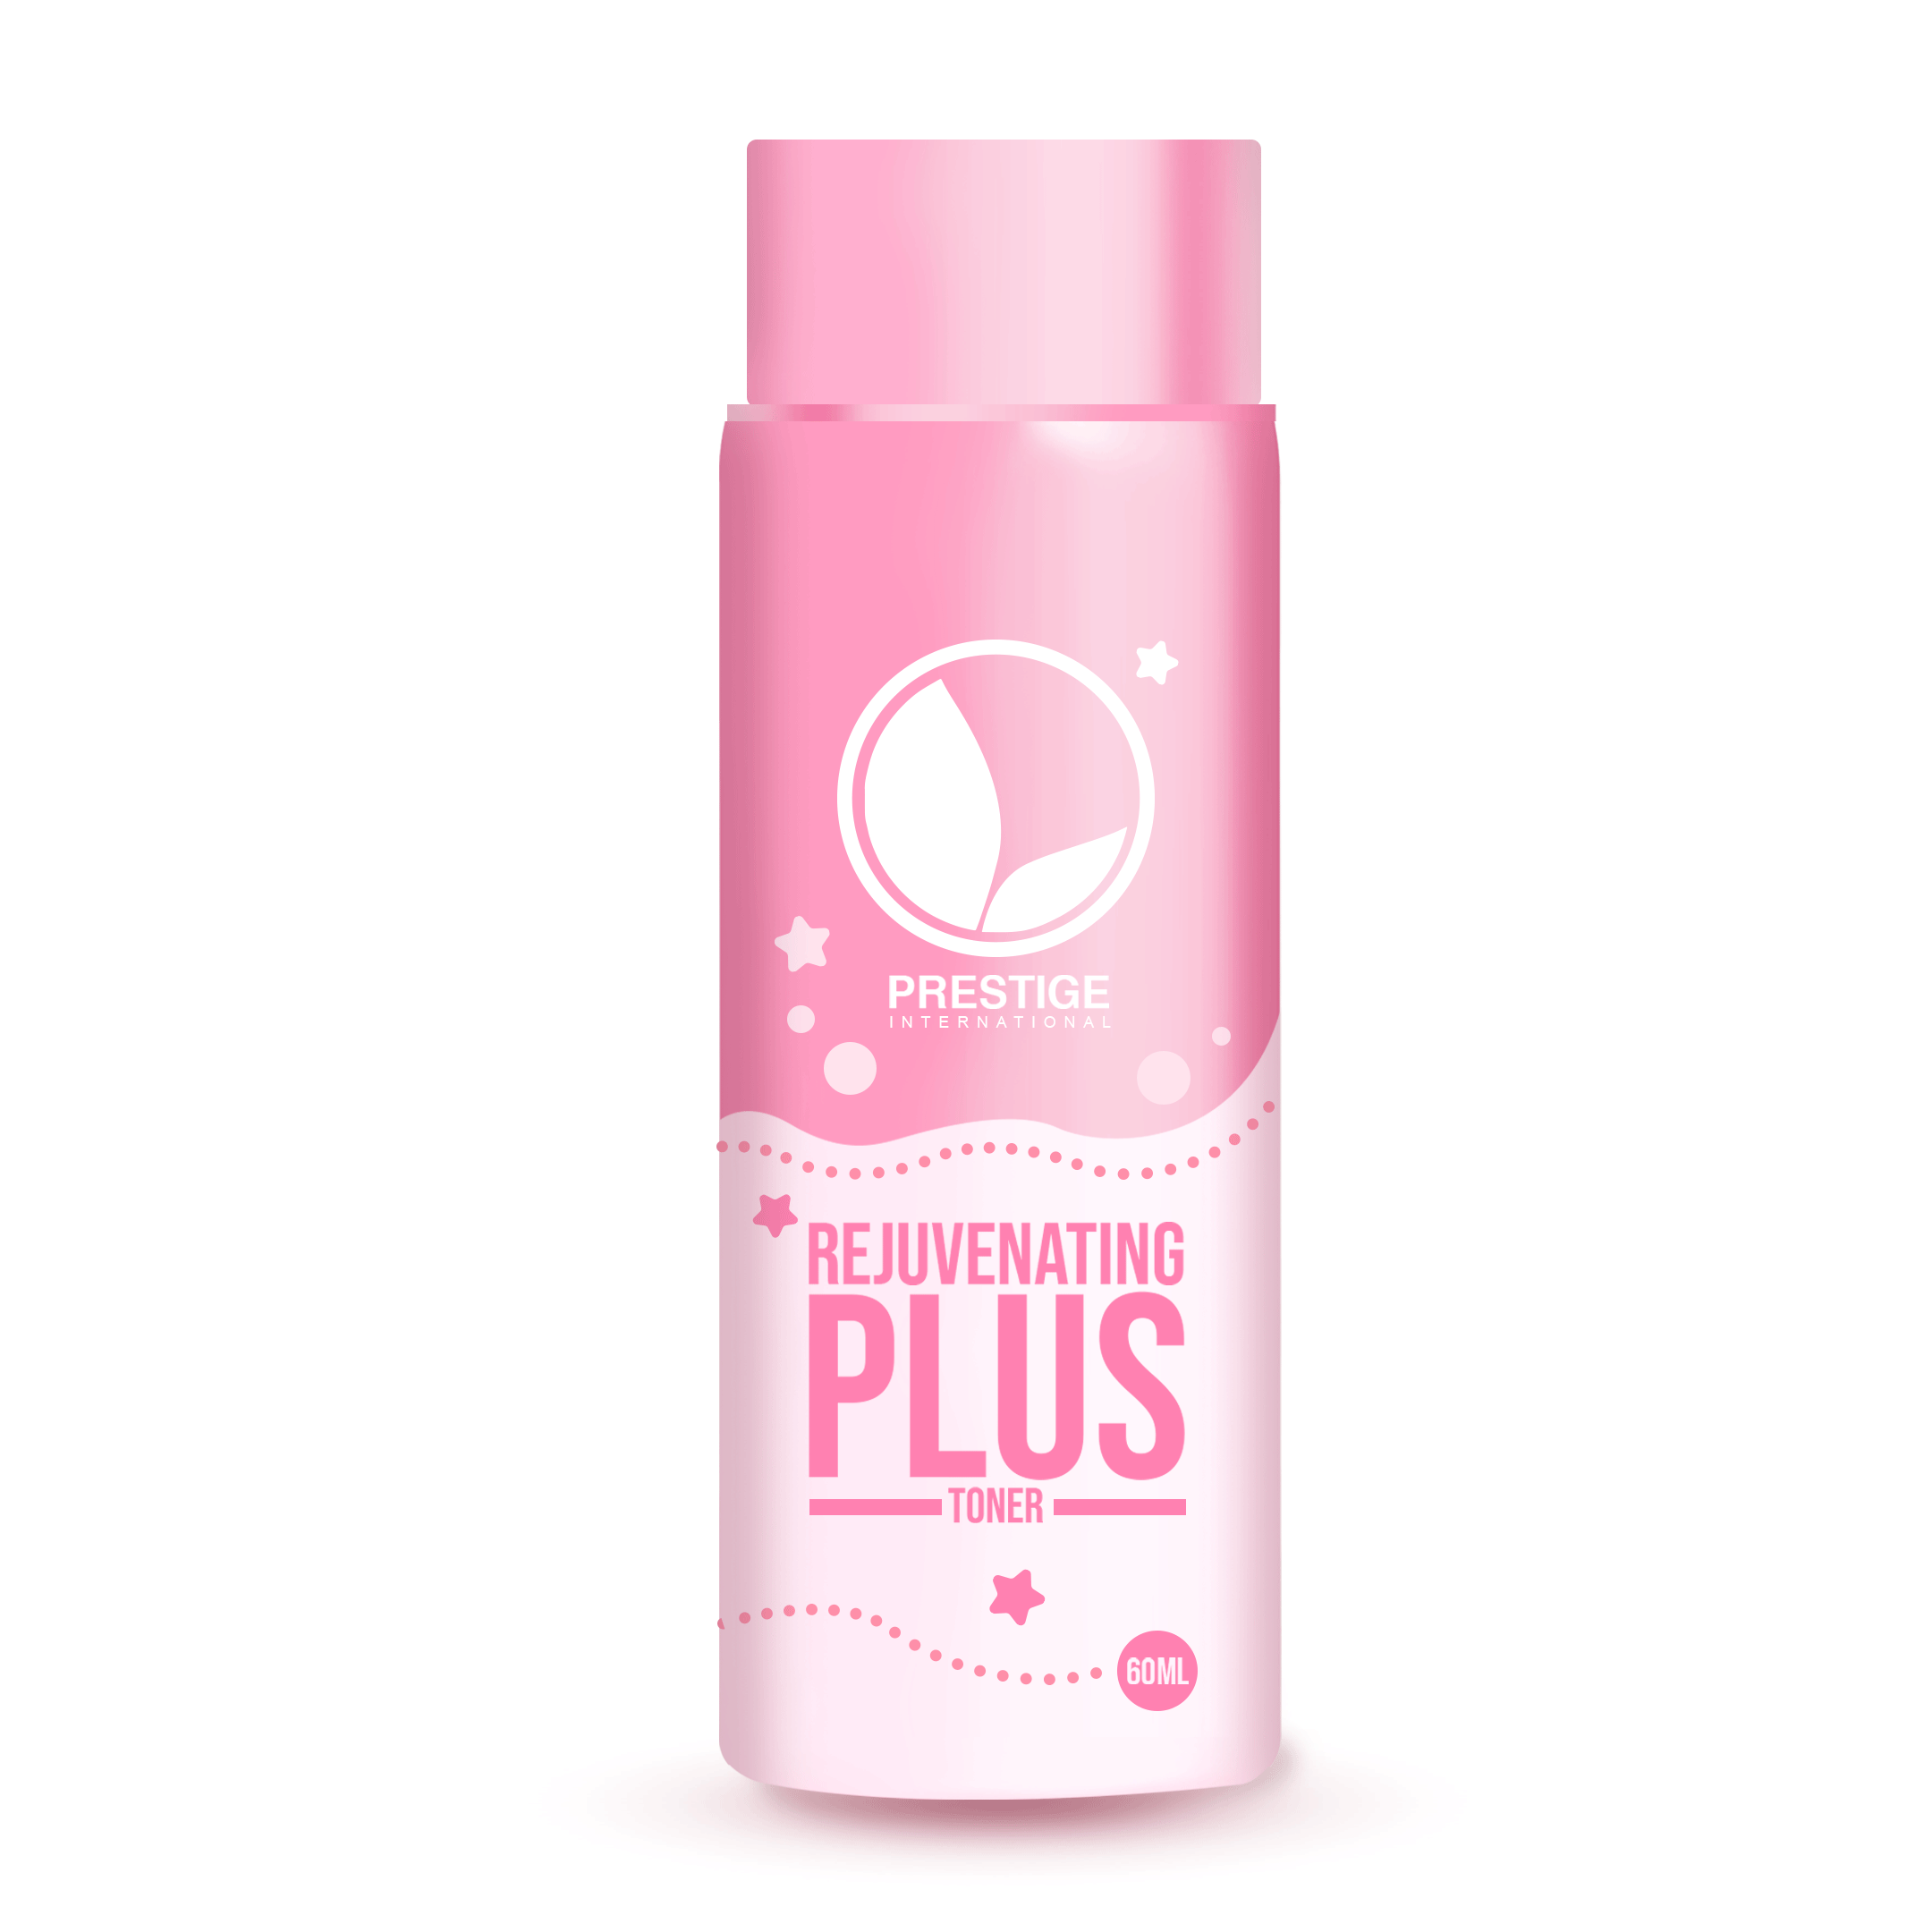 PRESTIGE
INTERNATIONAL
REJUVENATING
PLUS
TONER
60ML